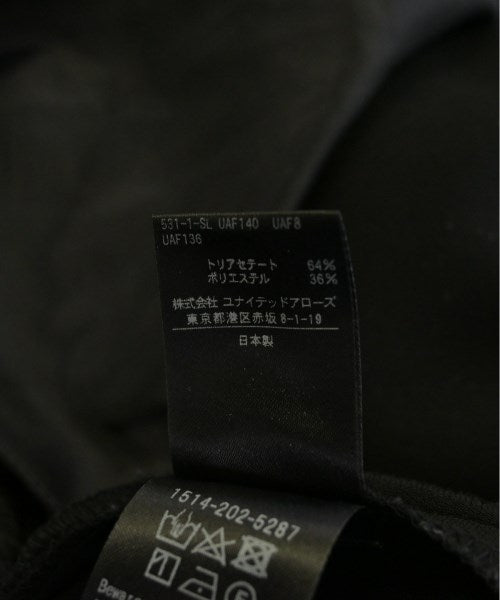 531-1-SL UAF140 UAF8
UAF136
トリアセテート 64%
ポリエステル 36%
株式会社 ユナイテッドアローズ
東京都港区赤坂 8-1-19
日本製
1514-202-5287